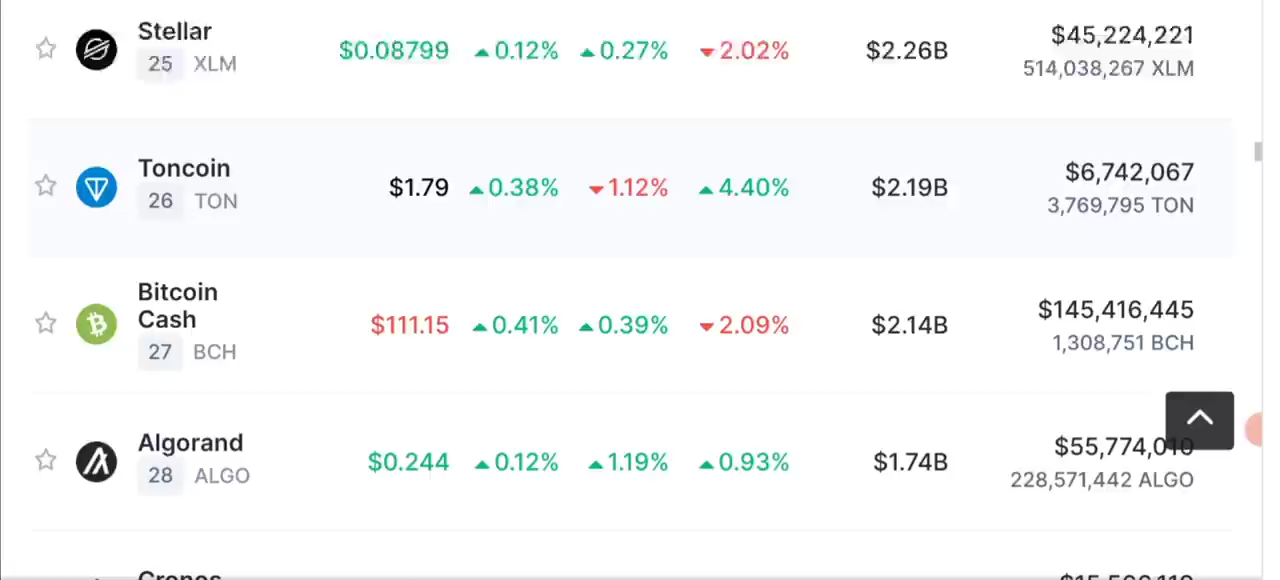 Stellar
25 XLM
$0.08799 0.12% 0.27% 2.02% $2.26B
$45,224,221
514,038,267 XLM
Toncoin
26 TON
$1.79 0.38% 1.12% 4.40% $2.19B
$6,742,067
3,769,795 TON
Bitcoin
Cash
27 BCH
$111.15 0.41% 0.39% 2.09% $2.14B
$145,416,445
1,308,751 BCH
Algorand
28 ALGO
$0.244 0.12% 1.19% 0.93% $1.74B
$55,774,010
228,571,442 ALGO
Cronos